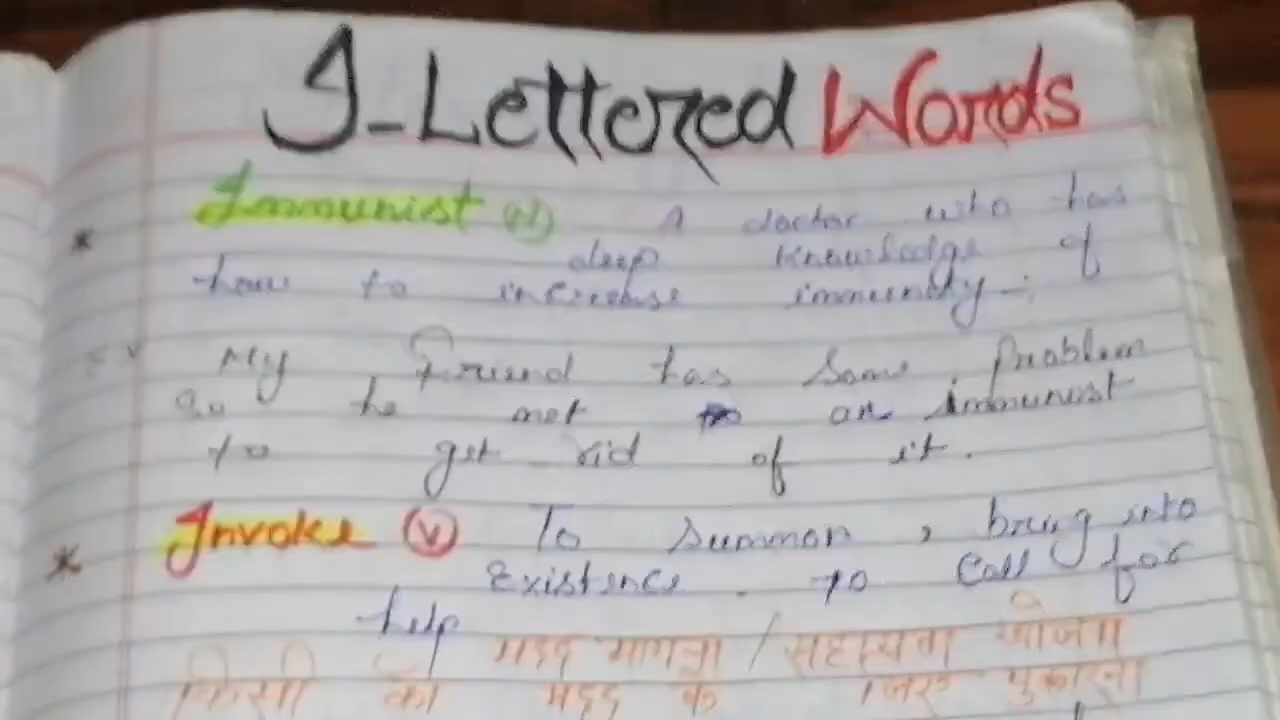 I-Lettered Words
* Immunist (N) A doctor who has
deep knowledge of
how to increase immunity -:
My friend has some problem
So he met an immunist
to get rid of it.
* Invoke (V) To summon, bring into
existence. to call for
help
मदद मांगना / सहायता खोजना
किसी को मदद के लिए पुकारना